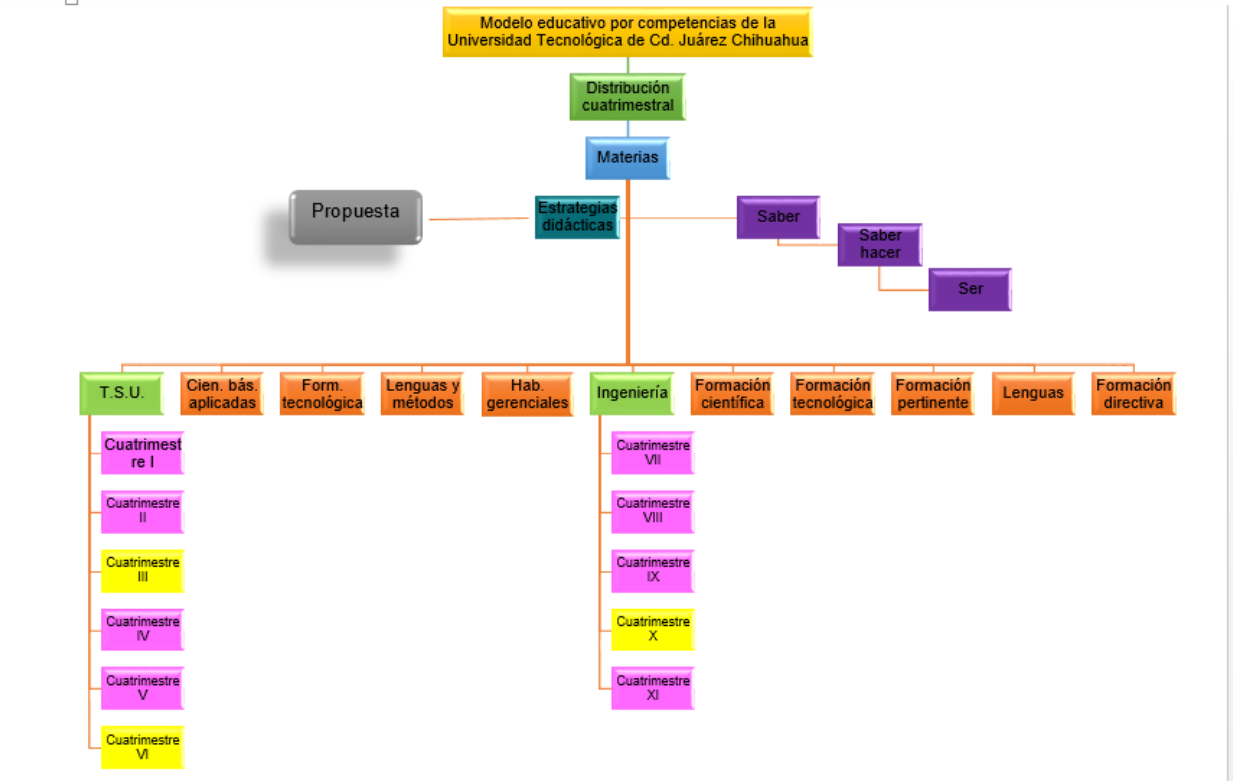 Modelo educativo por competencias de la
Universidad Tecnológica de Cd. Juárez Chihuahua
Distribución
cuatrimestral
Materias
Propuesta
Estrategias
didácticas
Saber
Saber
hacer
Ser
T.S.U.
Cien. bás.
aplicadas
Form.
tecnológica
Lenguas y
métodos
Hab.
gerenciales
Ingeniería
Formación
científica
Formación
tecnológica
Formación
pertinente
Lenguas
Formación
directiva
Cuatrimest
re I
Cuatrimestre
II
Cuatrimestre
III
Cuatrimestre
IV
Cuatrimestre
V
Cuatrimestre
VI
Cuatrimestre
VII
Cuatrimestre
VIII
Cuatrimestre
IX
Cuatrimestre
X
Cuatrimestre
XI